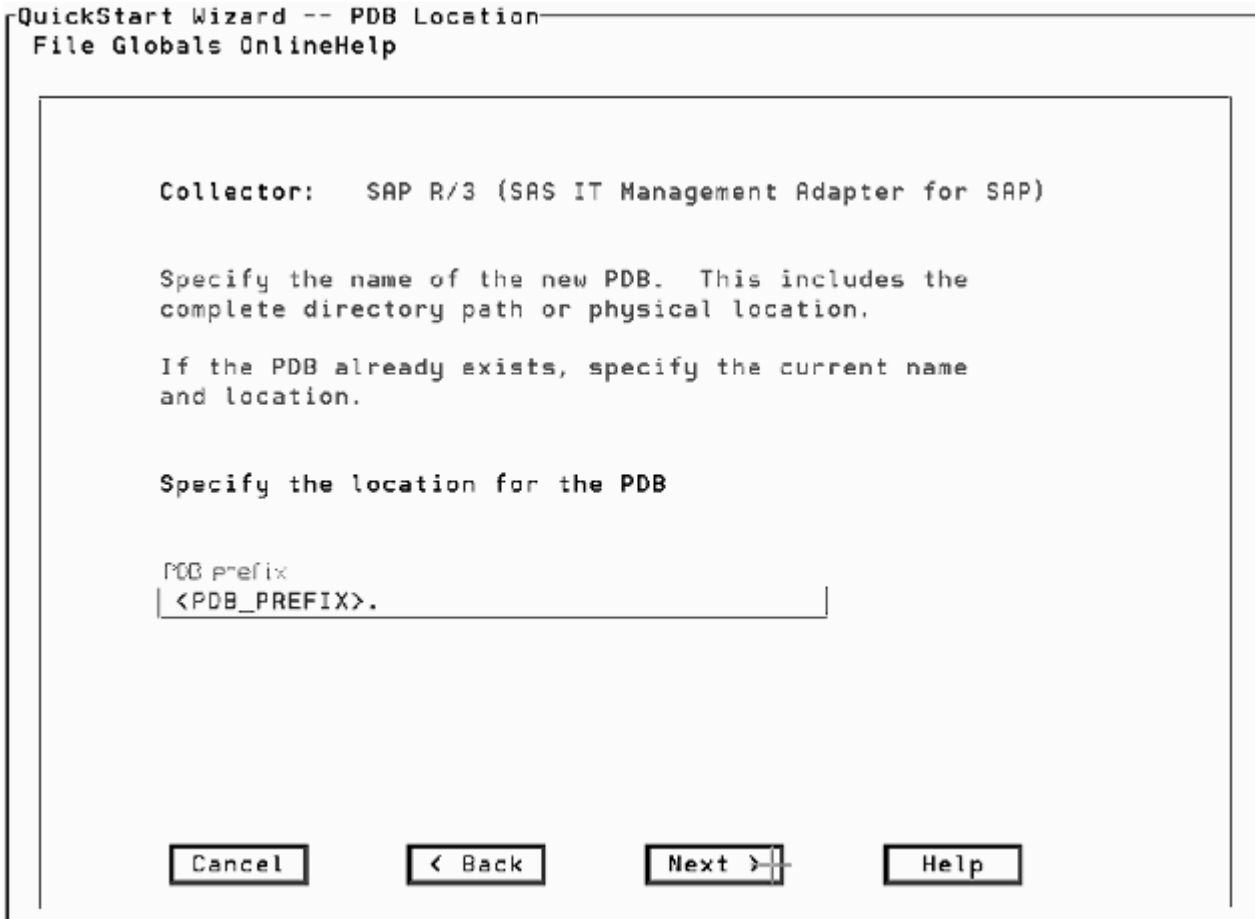 QuickStart Wizard -- PDB Location
File Globals OnlineHelp
Collector: SAP R/3 (SAS IT Management Adapter for SAP)
Specify the name of the new PDB. This includes the
complete directory path or physical location.
If the PDB already exists, specify the current name
and location.
Specify the location for the PDB
PDB prefix
<PDB_PREFIX>.
Cancel
< Back
Next >
Help